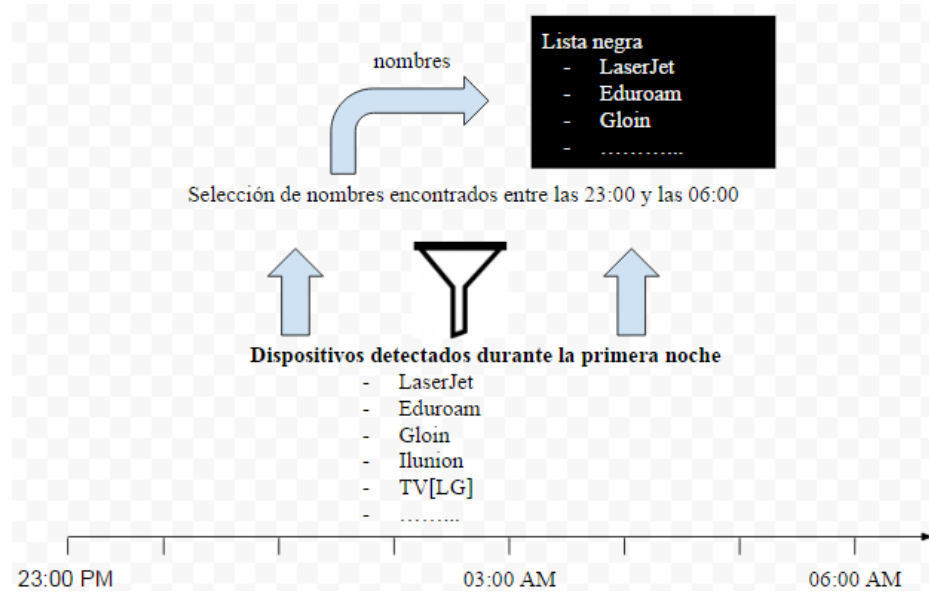 nombres
Lista negra
- LaserJet
- Eduroam
- Gloin
- ………...
Selección de nombres encontrados entre las 23:00 y las 06:00
Dispositivos detectados durante la primera noche
- LaserJet
- Eduroam
- Gloin
- Ilunion
- TV[LG]
- ……...
23:00 PM 03:00 AM 06:00 AM